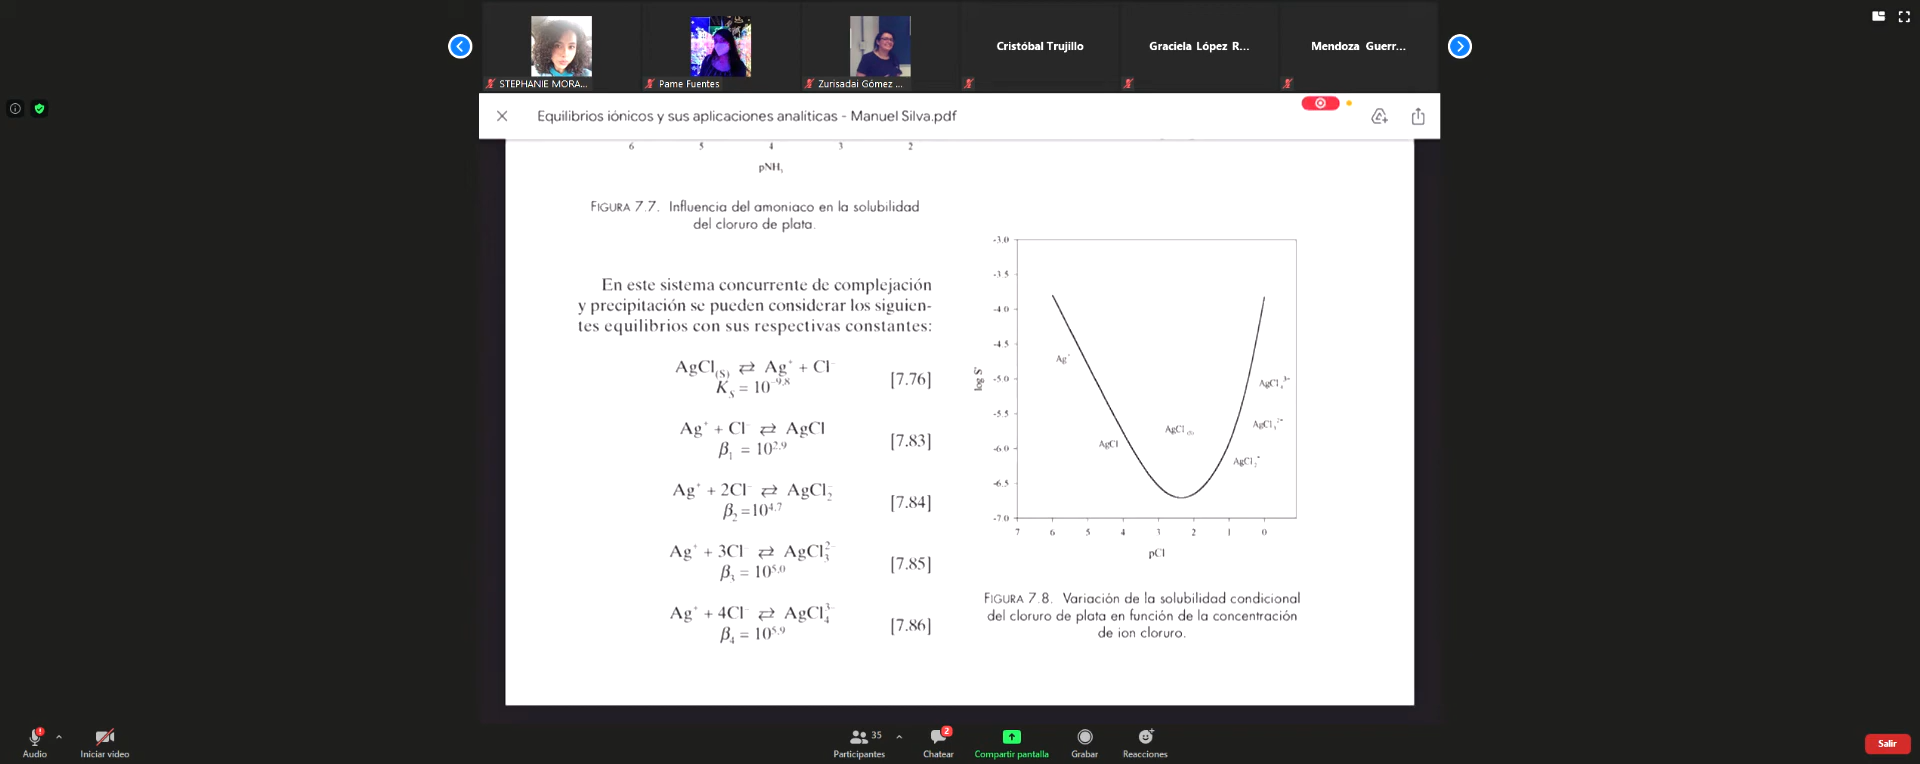 STEPHANIE MORA...
Pame Fuentes
Zurisadai Gómez ...
Cristóbal Trujillo
Graciela López R...
Mendoza Guerr...
Equilibrios iónicos y sus aplicaciones analíticas - Manuel Silva.pdf
6 5 4 3 2
pNH₃
FIGURA 7.7. Influencia del amoniaco en la solubilidad
del cloruro de plata.
En este sistema concurrente de complejación
y precipitación se pueden considerar los siguien-
tes equilibrios con sus respectivas constantes:
AgCl(S) ⇄ Ag⁺ + Cl⁻
K_S = 10⁻⁹·⁸ [7.76]
Ag⁺ + Cl⁻ ⇄ AgCl
β₁ = 10²·⁹ [7.83]
Ag⁺ + 2Cl⁻ ⇄ AgCl₂⁻
β₂ =10⁴·⁷ [7.84]
Ag⁺ + 3Cl⁻ ⇄ AgCl₃²⁻
β₃ = 10⁵·⁰ [7.85]
Ag⁺ + 4Cl⁻ ⇄ AgCl₄³⁻
β₄ = 10⁵·⁹ [7.86]
-3.0
-3.5
-4.0
-4.5
-5.0
-5.5
-6.0
-6.5
-7.0
log S'
Ag⁺
AgCl
AgCl(S)
AgCl₄³⁻
AgCl₃²⁻
AgCl₂⁻
7 6 5 4 3 2 1 0
pCl
FIGURA 7.8. Variación de la solubilidad condicional
del cloruro de plata en función de la concentración
de ion cloruro.
Audio
Iniciar video
35
Participantes
2
Chatear
Compartir pantalla
Grabar
Reacciones
Salir